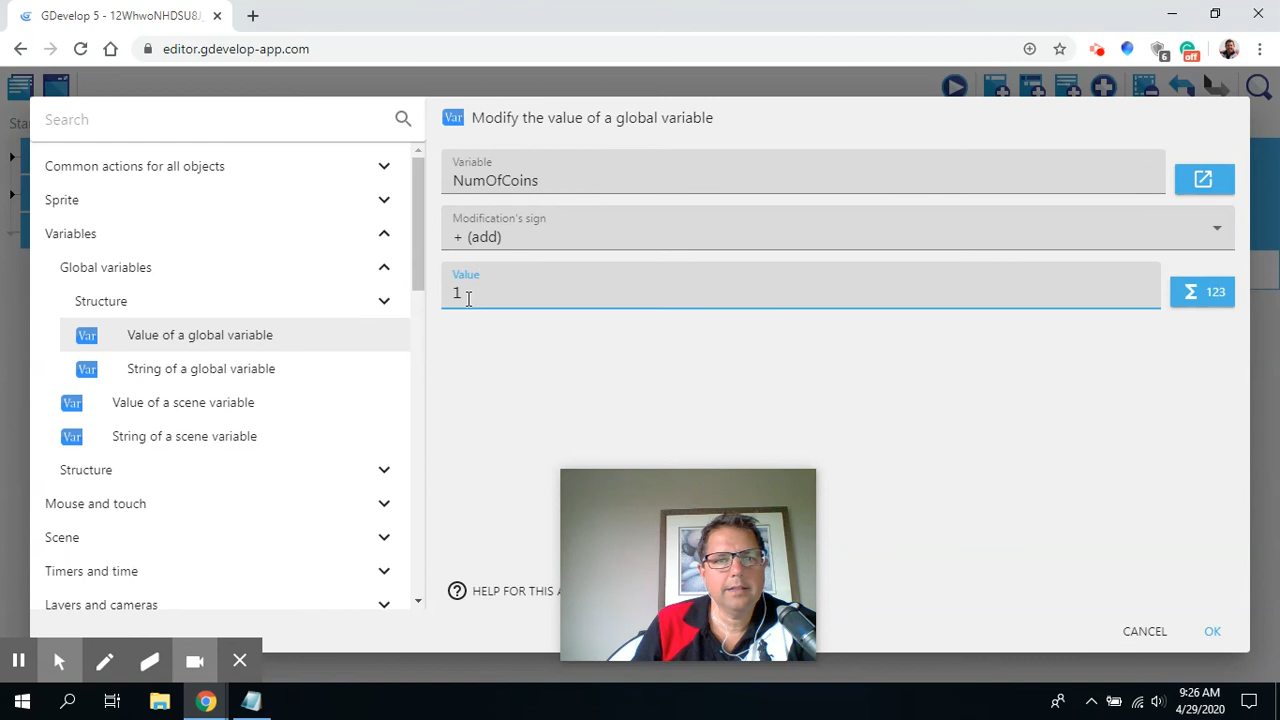 GDevelop 5 - 12WhwoNHDSU8J
editor.gdevelop-app.com
6
off
Search
Var Modify the value of a global variable
Common actions for all objects
Sprite
Variables
Global variables
Structure
Var Value of a global variable
Var String of a global variable
Var Value of a scene variable
Var String of a scene variable
Structure
Mouse and touch
Scene
Timers and time
Layers and cameras
Variable
NumOfCoins
Modification's sign
+ (add)
Value
1
Σ 123
? HELP FOR THIS A
CANCEL
OK
9:26 AM
4/29/2020